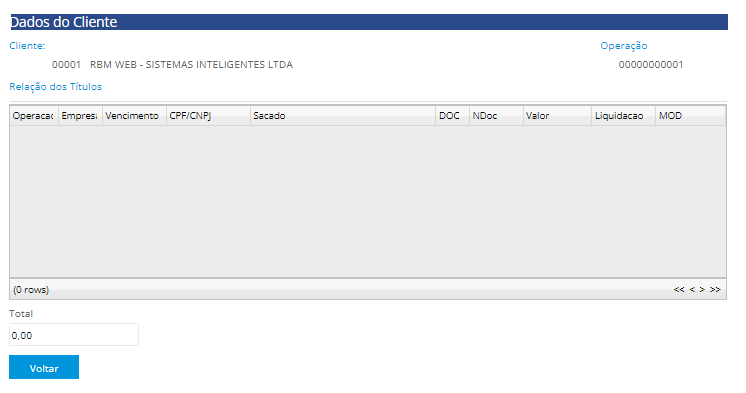 Dados do Cliente
Cliente: Operação
00001 RBM WEB - SISTEMAS INTELIGENTES LTDA 00000000001
Relação dos Títulos
Operacac Empresa Vencimento CPF/CNPJ Sacado DOC NDoc Valor Liquidacao MOD
(0 rows) << < > >>
Total
0,00
Voltar